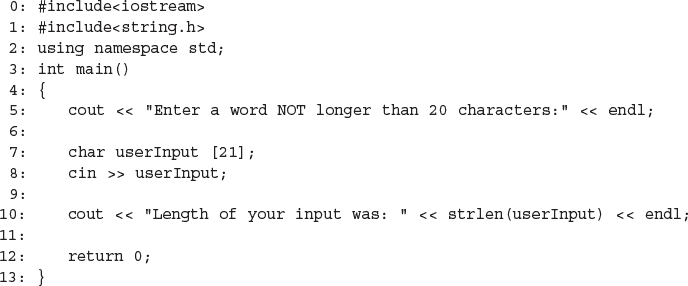 0: #include<iostream>
1: #include<string.h>
2: using namespace std;
3: int main()
4: {
5: cout << "Enter a word NOT longer than 20 characters:" << endl;
6:
7: char userInput [21];
8: cin >> userInput;
9:
10: cout << "Length of your input was: " << strlen(userInput) << endl;
11:
12: return 0;
13: }